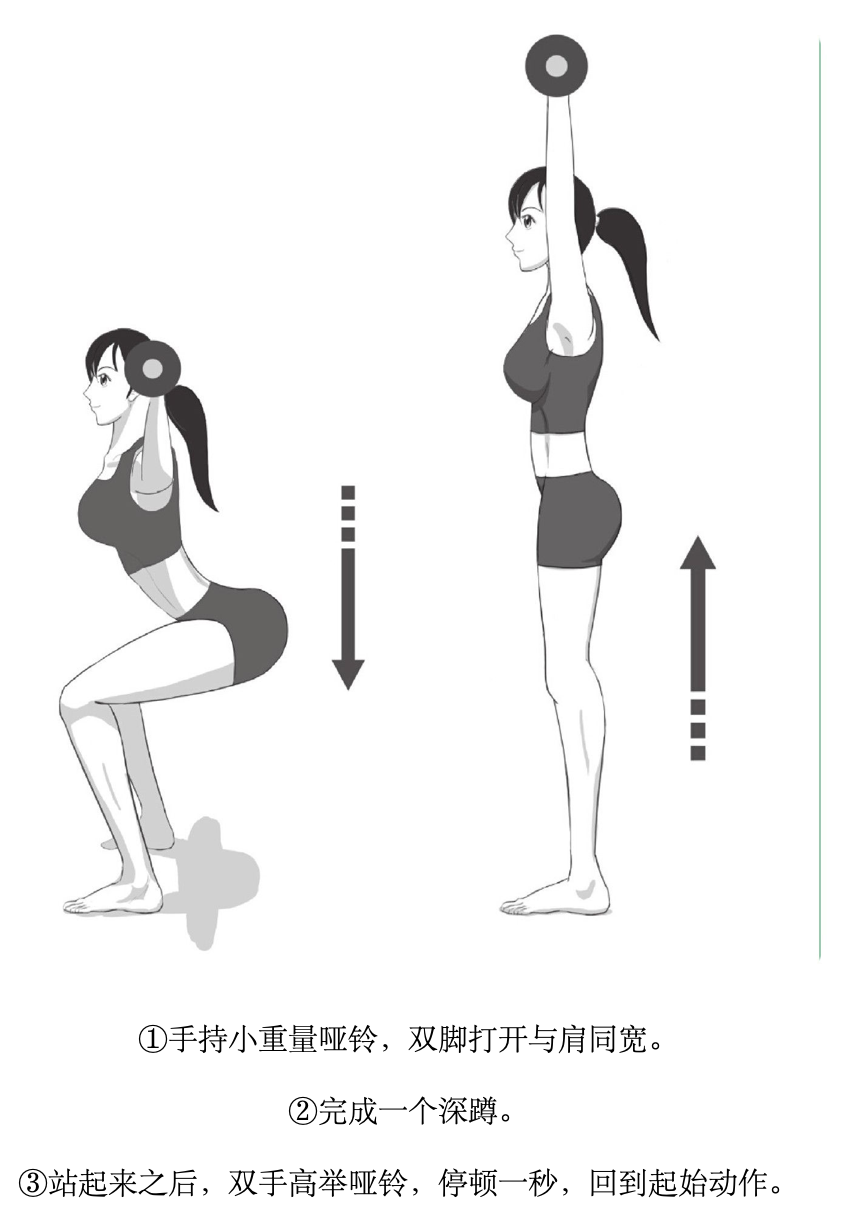 ①手持小重量哑铃，双脚打开与肩同宽。
②完成一个深蹲。
③站起来之后，双手高举哑铃，停顿一秒，回到起始动作。